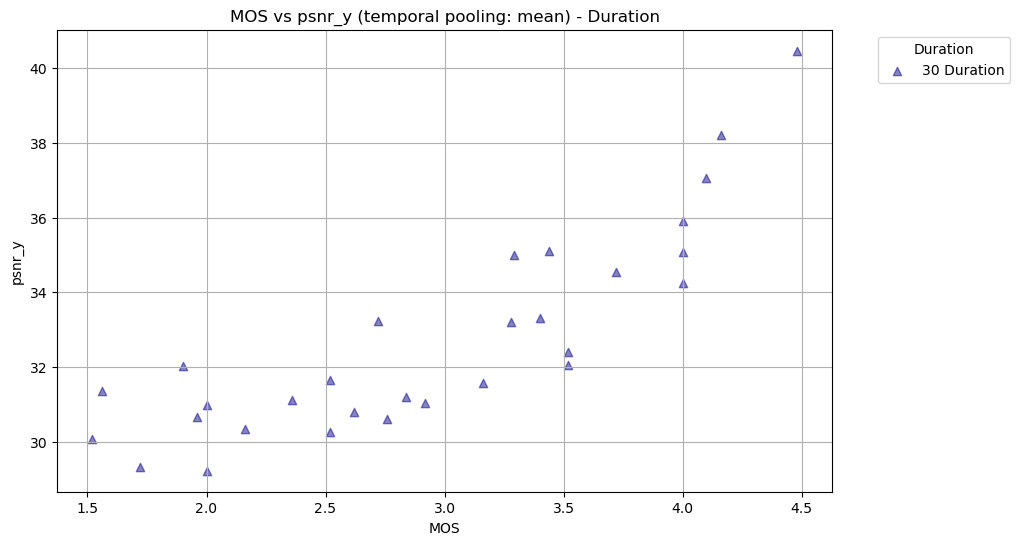 MOS vs psnr_y (temporal pooling: mean) - Duration
Duration
30 Duration
psnr_y
40
38
36
34
32
30
1.5 2.0 2.5 3.0 3.5 4.0 4.5
MOS